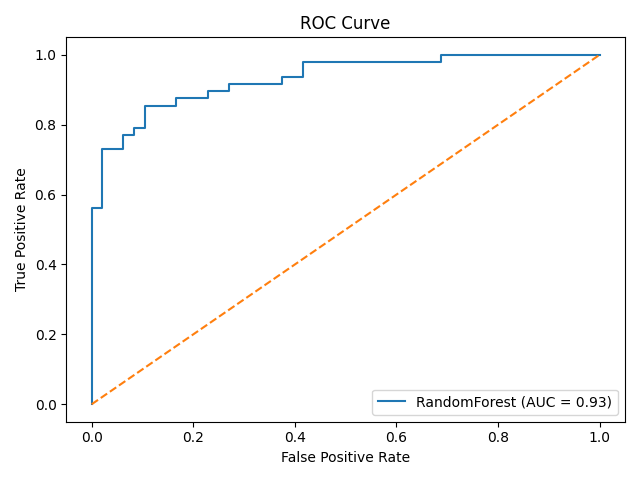 ROC Curve
True Positive Rate
1.0
0.8
0.6
0.4
0.2
0.0
RandomForest (AUC = 0.93)
0.0 0.2 0.4 0.6 0.8 1.0
False Positive Rate